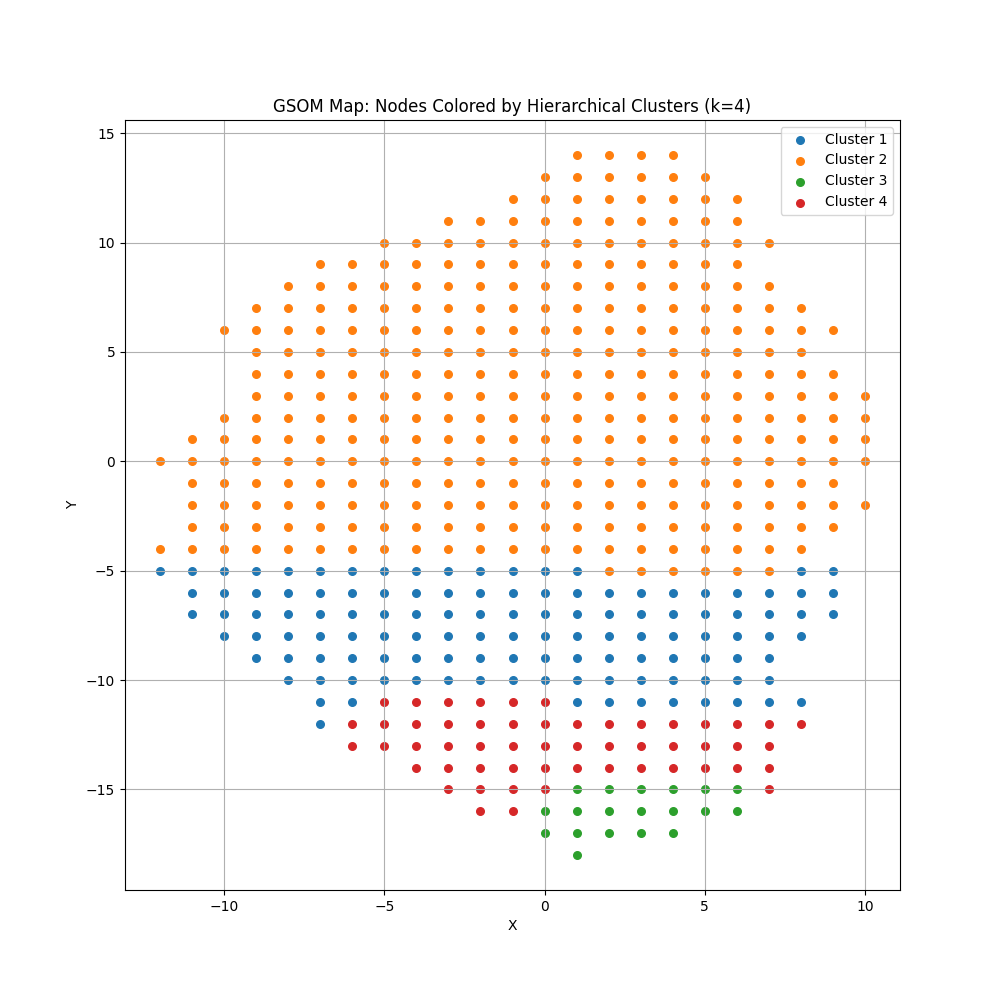 GSOM Map: Nodes Colored by Hierarchical Clusters (k=4)
Cluster 1
Cluster 2
Cluster 3
Cluster 4
15
10
5
0
−5
−10
−15
Y
−10
−5
0
5
10
X